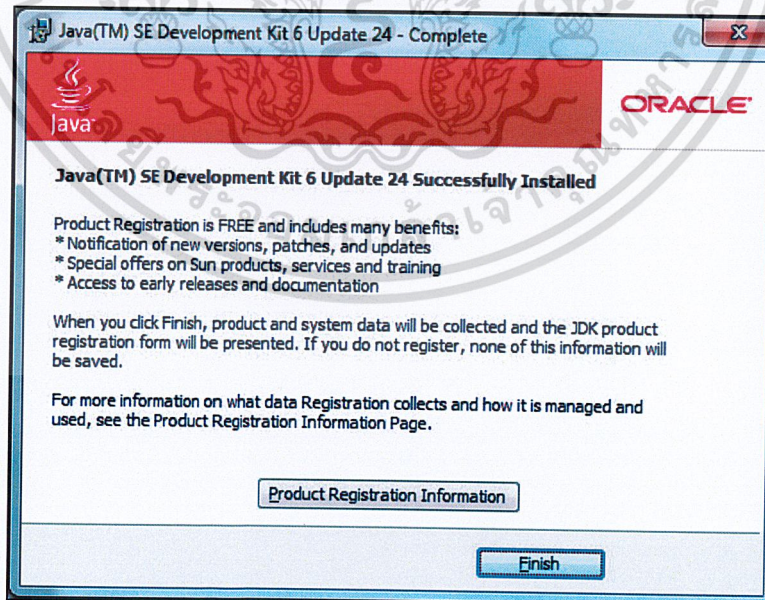 Java(TM) SE Development Kit 6 Update 24 - Complete
Java
ORACLE
Java(TM) SE Development Kit 6 Update 24 Successfully Installed
Product Registration is FREE and includes many benefits:
* Notification of new versions, patches, and updates
* Special offers on Sun products, services and training
* Access to early releases and documentation
When you click Finish, product and system data will be collected and the JDK product
registration form will be presented. If you do not register, none of this information will
be saved.
For more information on what data Registration collects and how it is managed and
used, see the Product Registration Information Page.
Product Registration Information
Finish